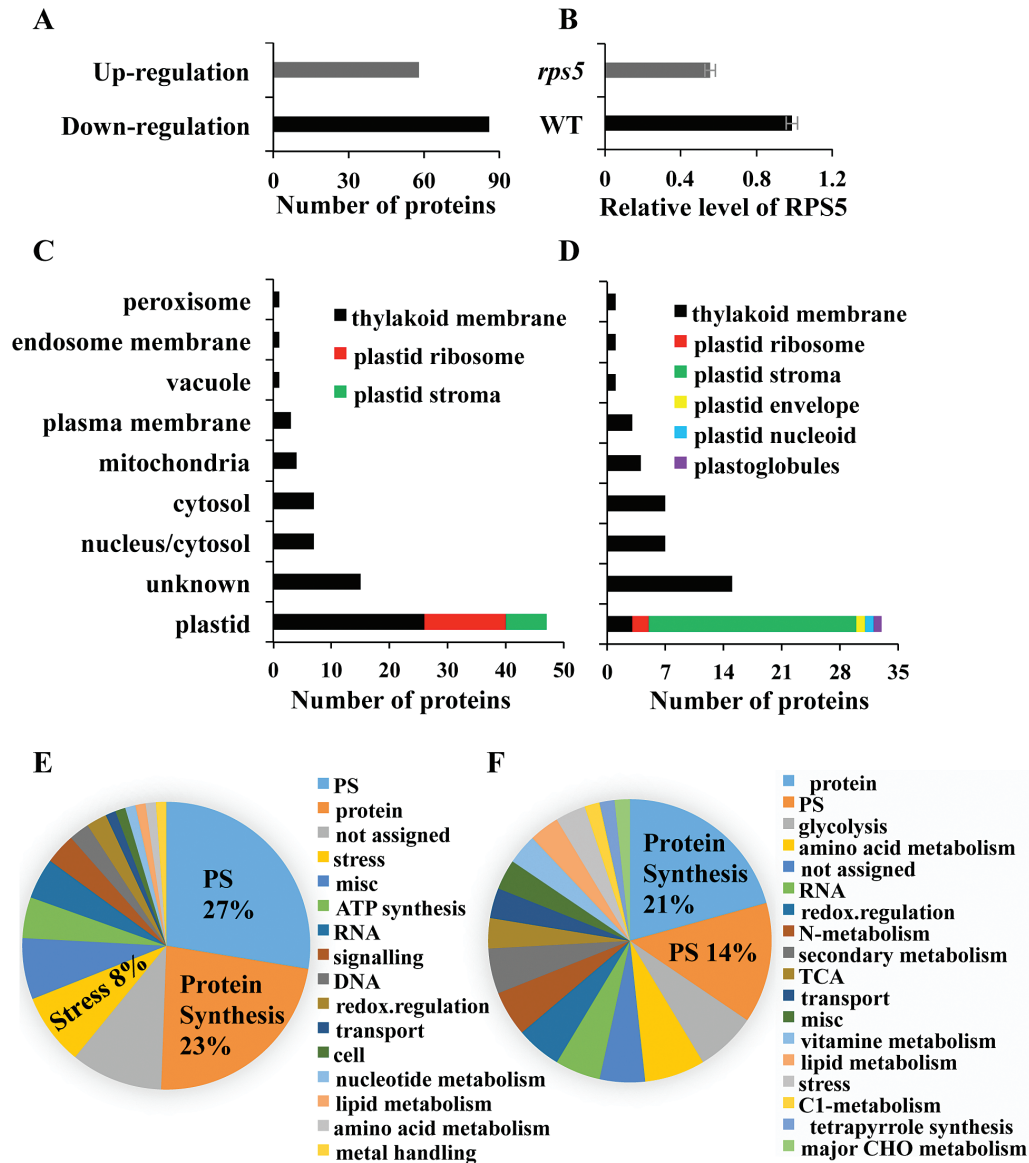 A
Up-regulation
Down-regulation
0 30 60 90
Number of proteins
B
rps5
WT
0 0.4 0.8 1.2
Relative level of RPS5
C
peroxisome
endosome membrane
vacuole
plasma membrane
mitochondria
cytosol
nucleus/cytosol
unknown
plastid
thylakoid membrane
plastid ribosome
plastid stroma
0 10 20 30 40 50
Number of proteins
D
thylakoid membrane
plastid ribosome
plastid stroma
plastid envelope
plastid nucleoid
plastoglobules
0 7 14 21 28 35
Number of proteins
E
PS
27%
Protein
Synthesis
23%
Stress 8%
PS
protein
not assigned
stress
misc
ATP synthesis
RNA
signalling
DNA
redox.regulation
transport
cell
nucleotide metabolism
lipid metabolism
amino acid metabolism
metal handling
F
Protein
Synthesis
21%
PS 14%
protein
PS
glycolysis
amino acid metabolism
not assigned
RNA
redox.regulation
N-metabolism
secondary metabolism
TCA
transport
misc
vitamine metabolism
lipid metabolism
stress
C1-metabolism
tetrapyrrole synthesis
major CHO metabolism